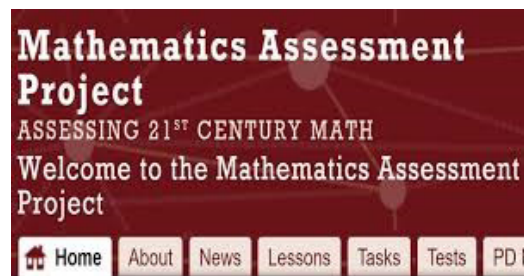 Mathematics Assessment
Project
ASSESSING 21ST CENTURY MATH
Welcome to the Mathematics Assessment
Project
Home About News Lessons Tasks Tests PD